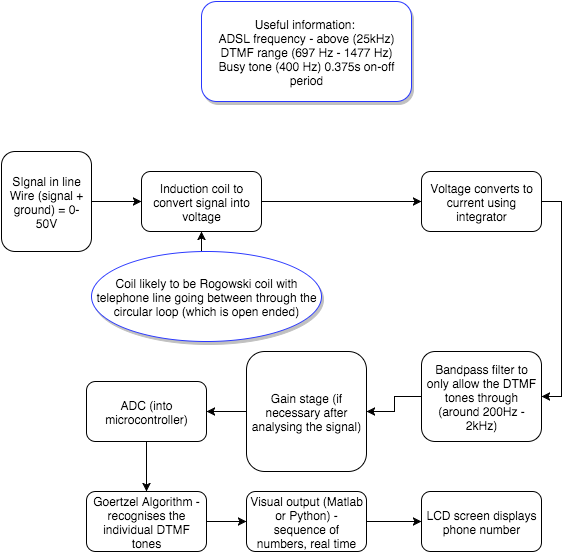 Useful information:
ADSL frequency - above (25kHz)
DTMF range (697 Hz - 1477 Hz)
Busy tone (400 Hz) 0.375s on-off
period
SIgnal in line
Wire (signal +
ground) = 0-
50V
Induction coil to
convert signal into
voltage
Voltage converts to
current using
integrator
Coil likely to be Rogowski coil with
telephone line going between through the
circular loop (which is open ended)
Bandpass filter to
only allow the DTMF
tones through
(around 200Hz -
2kHz)
Gain stage (if
necessary after
analysing the signal)
ADC (into
microcontroller)
Goertzel Algorithm -
recognises the
individual DTMF
tones
Visual output (Matlab
or Python) -
sequence of
numbers, real time
LCD screen displays
phone number